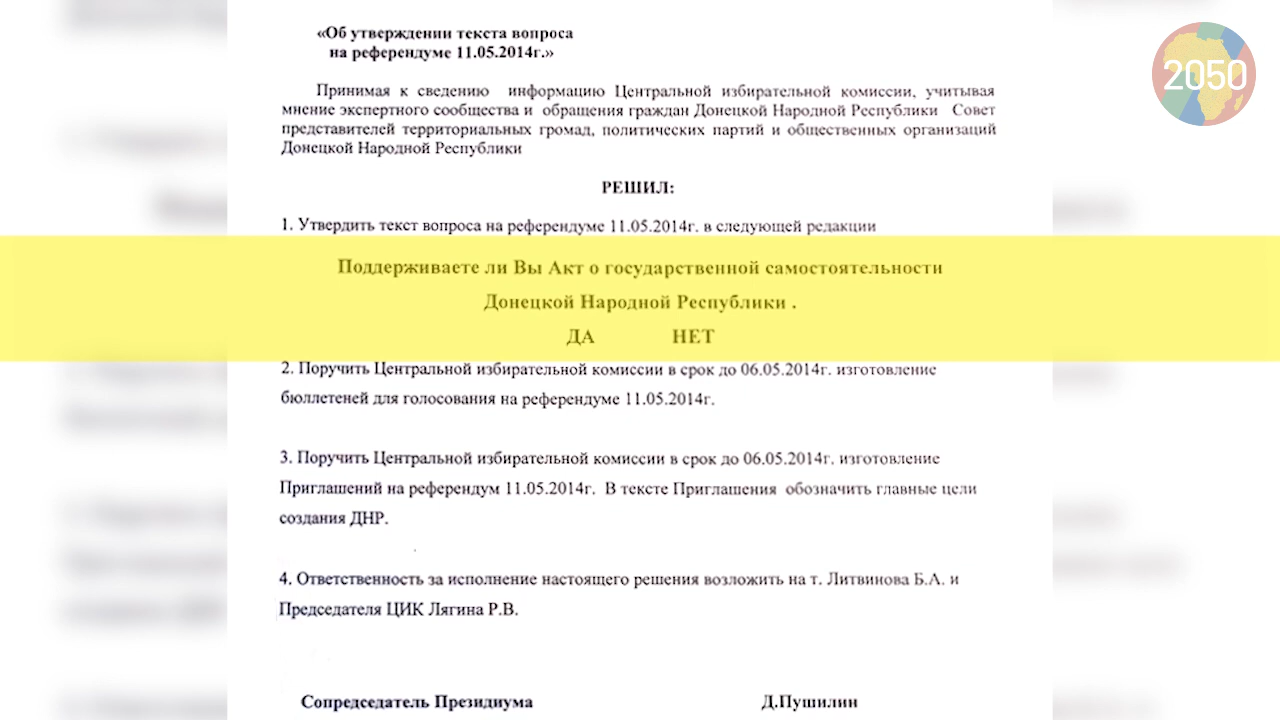 «Об утверждении текста вопроса
на референдуме 11.05.2014г.»
2050
Принимая к сведению информацию Центральной избирательной комиссии, учитывая
мнение экспертного сообщества и обращения граждан Донецкой Народной Республики Совет
представителей территориальных громад, политических партий и общественных организаций
Донецкой Народной Республики
РЕШИЛ:
1. Утвердить текст вопроса на референдуме 11.05.2014г. в следующей редакции
Поддерживаете ли Вы Акт о государственной самостоятельности
Донецкой Народной Республики .
ДА НЕТ
2. Поручить Центральной избирательной комиссии в срок до 06.05.2014г. изготовление
бюллетеней для голосования на референдуме 11.05.2014г.
3. Поручить Центральной избирательной комиссии в срок до 06.05.2014г. изготовление
Приглашений на референдум 11.05.2014г. В тексте Приглашения обозначить главные цели
создания ДНР.
4. Ответственность за исполнение настоящего решения возложить на т. Литвинова Б.А. и
Председателя ЦИК Лягина Р.В.
Сопредседатель Президиума Д.Пушилин